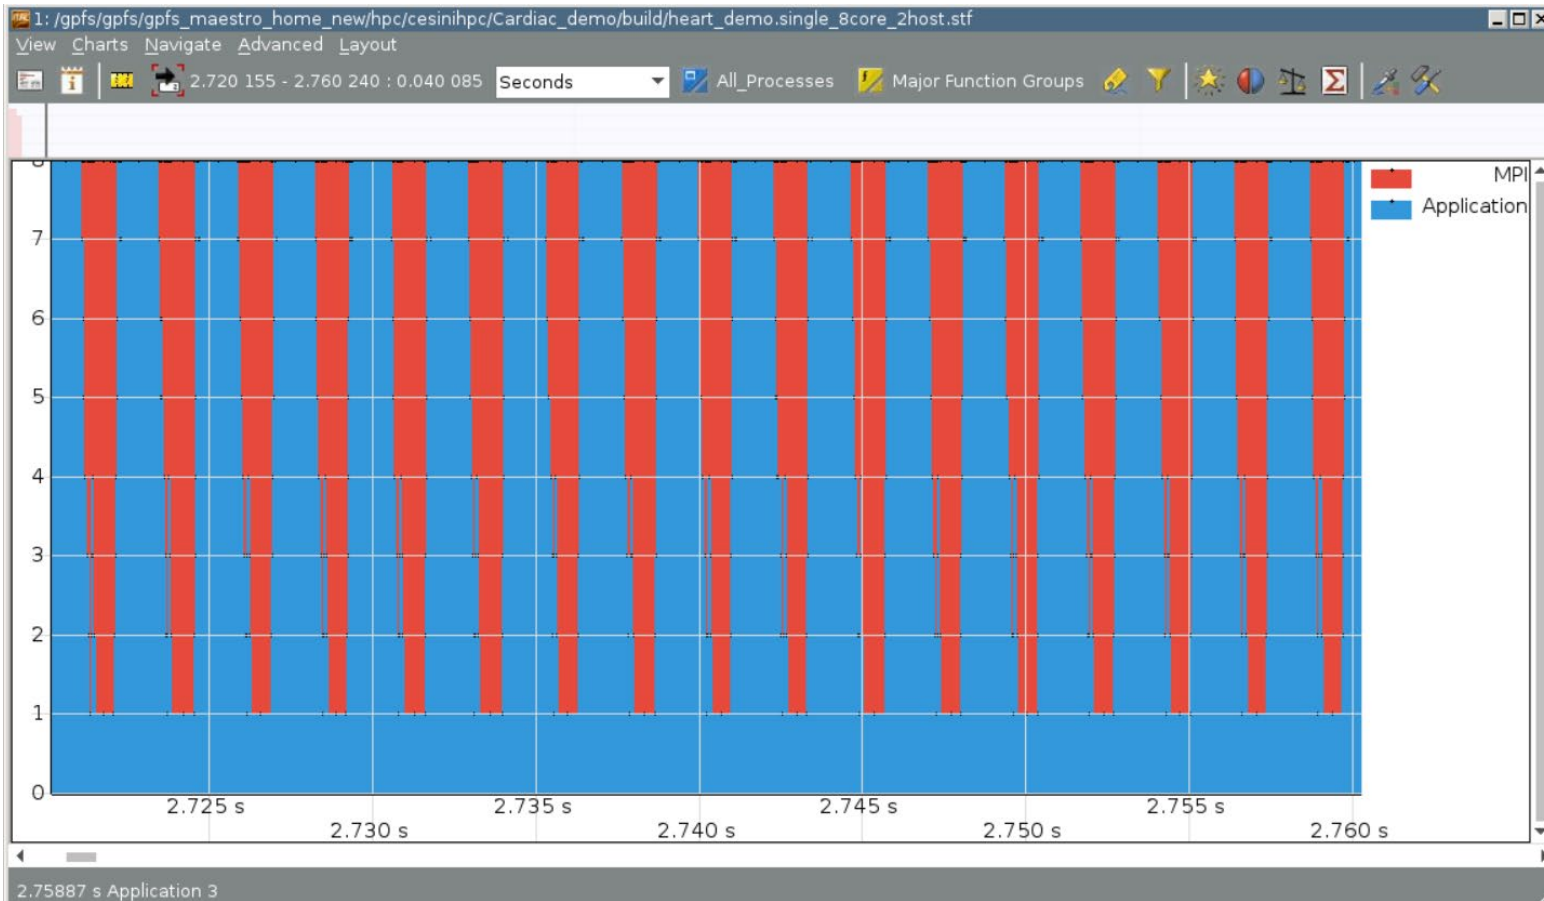 1: /gpfs/gpfs/gpfs_maestro_home_new/hpc/cesinihpc/Cardiac_demo/build/heart_demo.single_8core_2host.stf
View Charts Navigate Advanced Layout
2.720 155 - 2.760 240 : 0.040 085 Seconds All_Processes Major Function Groups
8
MPI
Application
7
6
5
4
3
2
1
0
2.725 s 2.735 s 2.745 s 2.755 s
2.730 s 2.740 s 2.750 s 2.760 s
2.75887 s Application 3